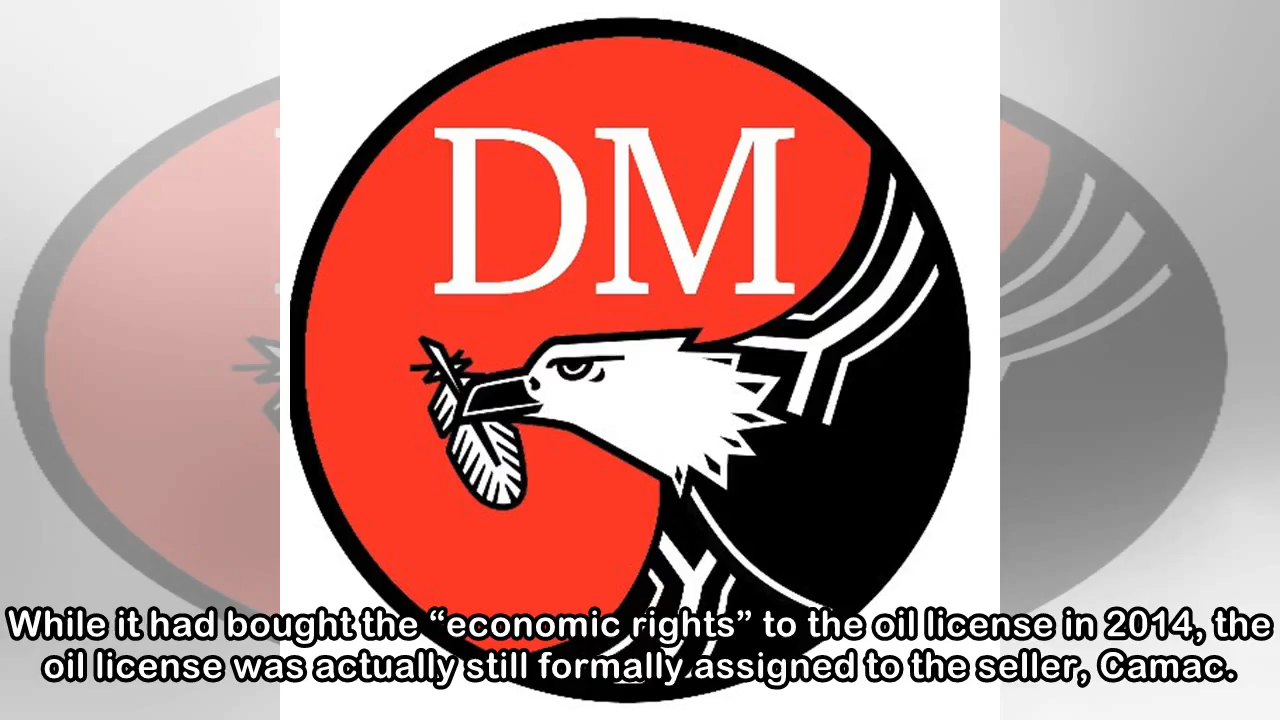 DM
While it had bought the “economic rights” to the oil license in 2014, the
oil license was actually still formally assigned to the seller, Camac.